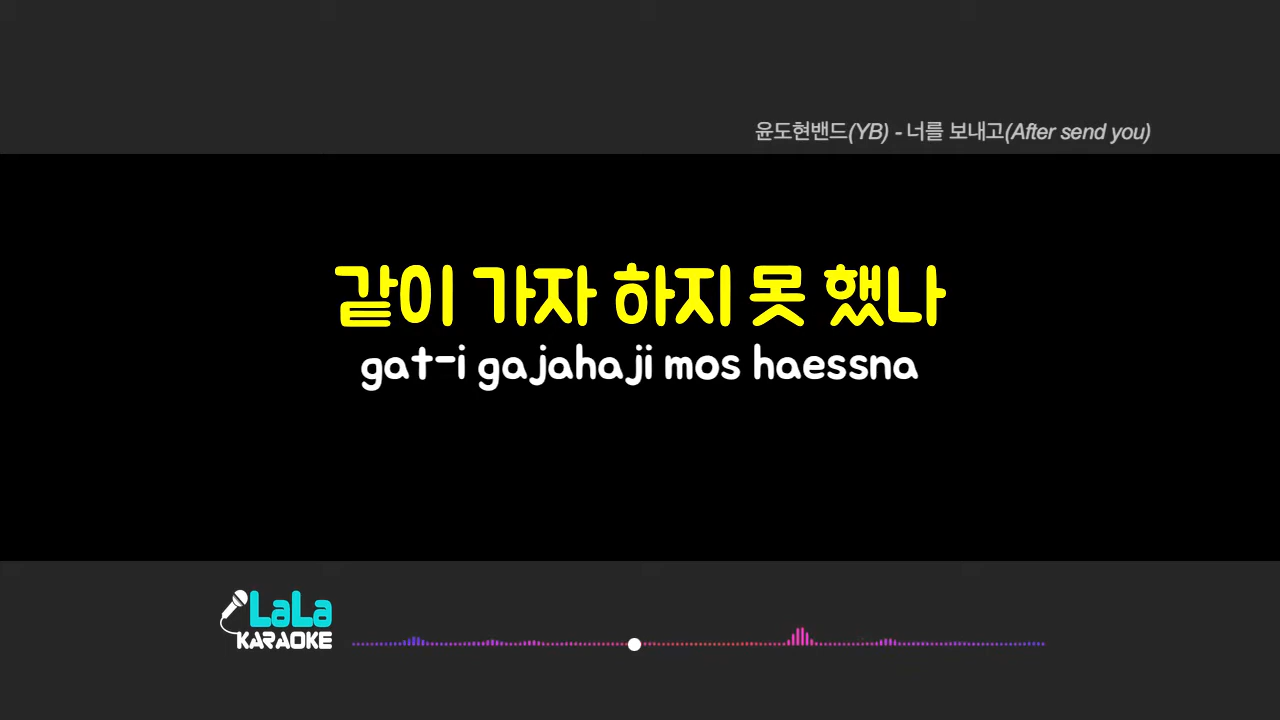 윤도현밴드(YB) - 너를 보내고(After send you)
같이 가자 하지 못 했나
gat-i gajahaji mos haessna
LaLa
KARAOKE